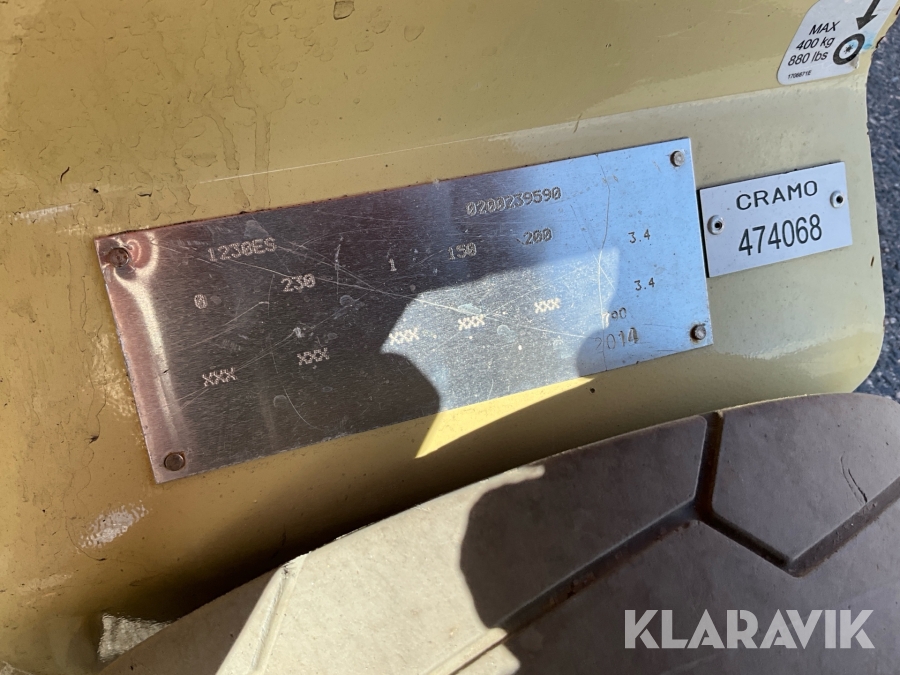 MAX
400 kg
880 lbs
1706671E
1230ES
0200239590
0
230
1
150
200
3.4
3.4
XXX
XXX
XXX
XXX
XXX
2014
CRAMO
474068
KLARAVIK